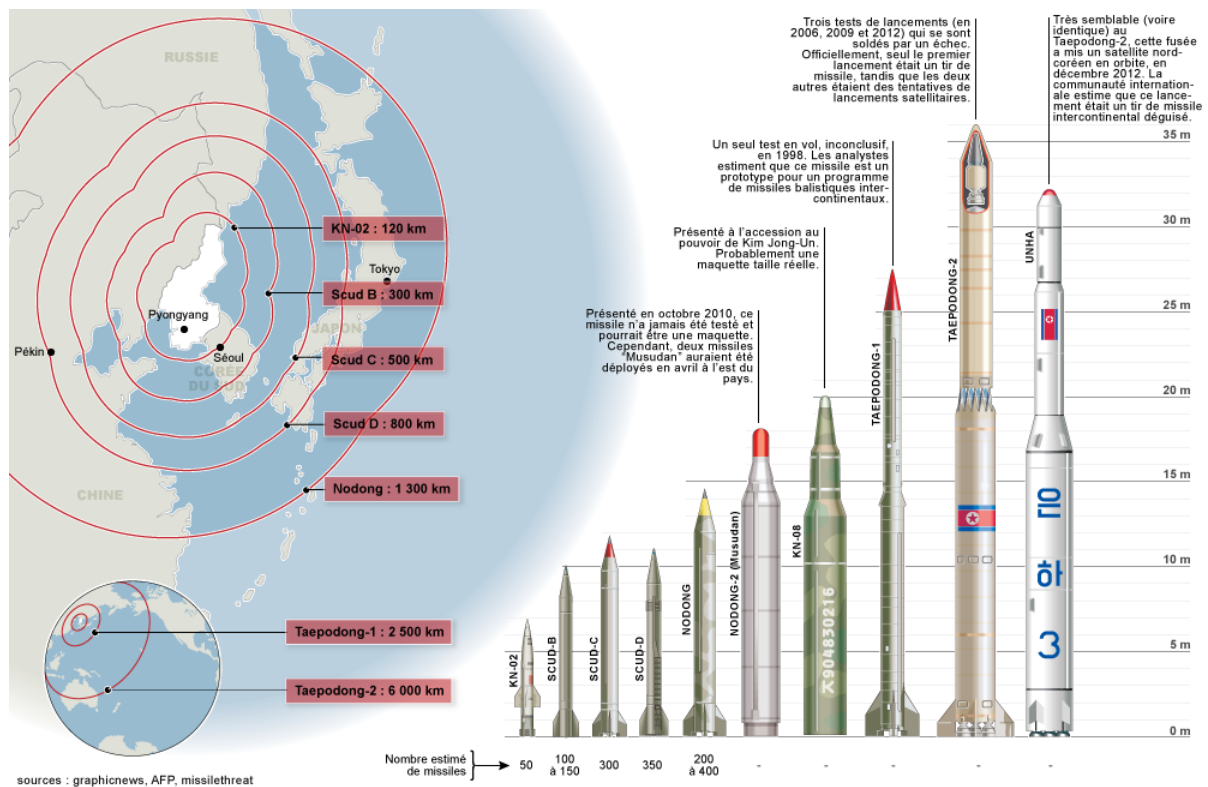 RUSSIE
KN-02 : 120 km
Tokyo
Scud B : 300 km
Pyongyang
JAPON
Pékin
Séoul
Scud C : 500 km
CORÉE
DU SUD
Scud D : 800 km
Nodong : 1 300 km
CHINE
Taepodong-1 : 2 500 km
Taepodong-2 : 6 000 km
sources : graphicnews, AFP, missilethreat
Trois tests de lancements (en
2006, 2009 et 2012) qui se sont
soldés par un échec.
Officiellement, seul le premier
lancement était un tir de
missile, tandis que les deux
autres étaient des tentatives de
lancements satellitaires.
Très semblable (voire
identique) au
Taepodong-2, cette fusée
a mis un satellite nord-
coréen en orbite, en
décembre 2012. La
communauté internation-
ale estime que ce lance-
ment était un tir de missile
intercontinental déguisé.
Un seul test en vol, inconclusif,
en 1998. Les analystes
estiment que ce missile est un
prototype pour un programme
de missiles balistiques inter-
continentaux.
Présenté à l'accession au
pouvoir de Kim Jong-Un.
Probablement une
maquette taille réelle.
Présenté en octobre 2010, ce
missile n'a jamais été testé et
pourrait être une maquette.
Cependant, deux missiles
"Musudan" auraient été
déployés en avril à l'est du
pays.
35 m
30 m
25 m
20 m
15 m
10 m
5 m
0 m
KN-02
SCUD-B
SCUD-C
SCUD-D
NODONG
NODONG-2 (Musudan)
KN-08
ㅈ904830216
TAEPODONG-1
TAEPODONG-2
UNHA
은
하
3
Nombre estimé
de missiles
50
100
à 150
300
350
200
à 400
-
-
-
-
-